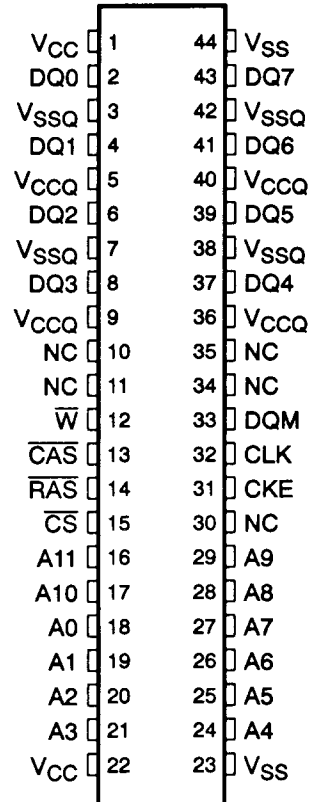 VCC 1 44 VSS
DQ0 2 43 DQ7
VSSQ 3 42 VSSQ
DQ1 4 41 DQ6
VCCQ 5 40 VCCQ
DQ2 6 39 DQ5
VSSQ 7 38 VSSQ
DQ3 8 37 DQ4
VCCQ 9 36 VCCQ
NC 10 35 NC
NC 11 34 NC
W̅ 12 33 DQM
C̅A̅S̅ 13 32 CLK
R̅A̅S̅ 14 31 CKE
C̅S̅ 15 30 NC
A11 16 29 A9
A10 17 28 A8
A0 18 27 A7
A1 19 26 A6
A2 20 25 A5
A3 21 24 A4
VCC 22 23 VSS